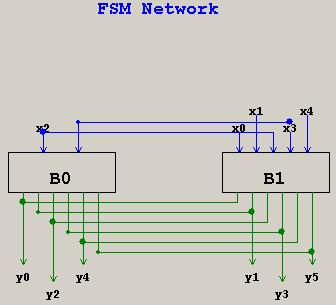 FSM Network
x1 x4
x2 x0 x3
B0 B1
y0 y4 y1 y5
y2 y3